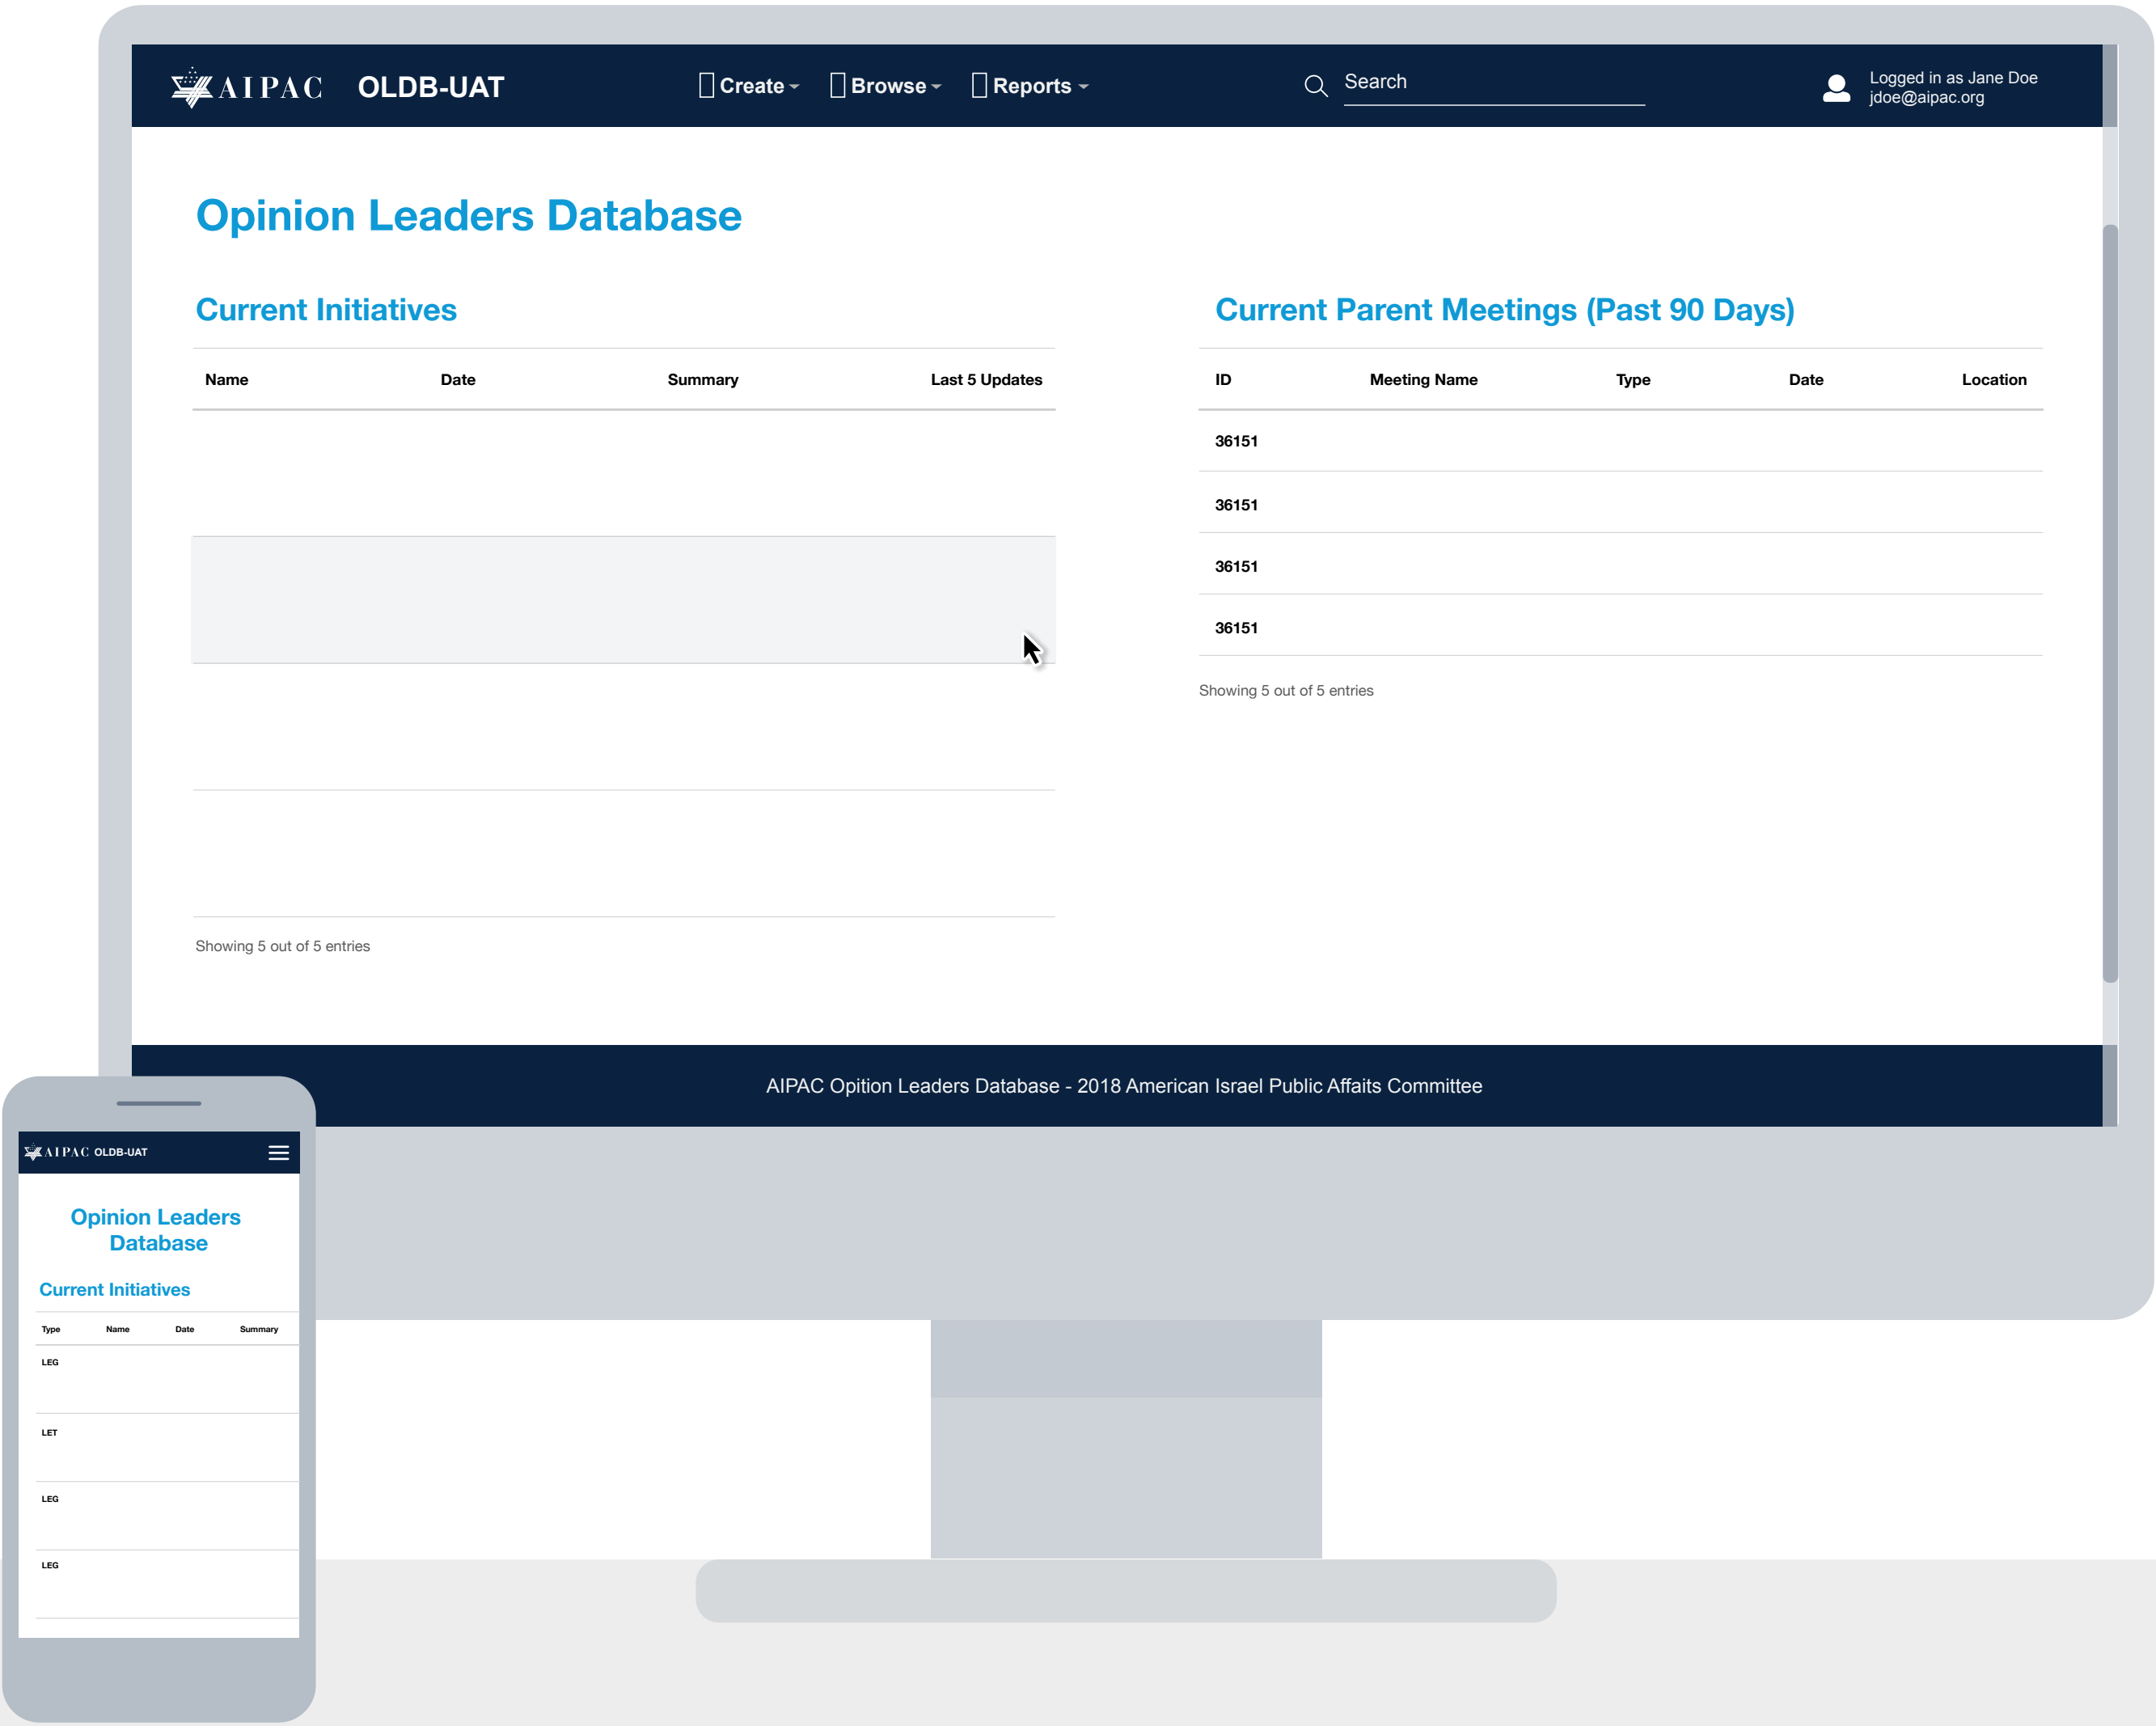 AIPAC OLDB-UAT Create Browse Reports Search Logged in as Jane Doe
jdoe@aipac.org
Opinion Leaders Database
Current Initiatives
Name Date Summary Last 5 Updates
Showing 5 out of 5 entries
Current Parent Meetings (Past 90 Days)
ID Meeting Name Type Date Location
36151
36151
36151
36151
Showing 5 out of 5 entries
AIPAC Opition Leaders Database - 2018 American Israel Public Affaits Committee
AIPAC OLDB-UAT
Opinion Leaders
Database
Current Initiatives
Type Name Date Summary
LEG
LET
LEG
LEG